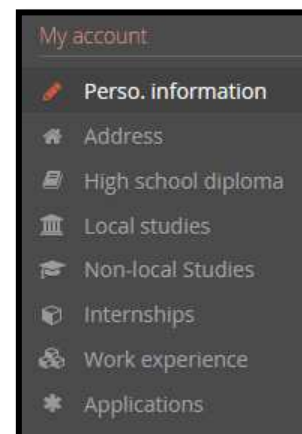 My account
Perso. information
Address
High school diploma
Local studies
Non-local Studies
Internships
Work experience
Applications